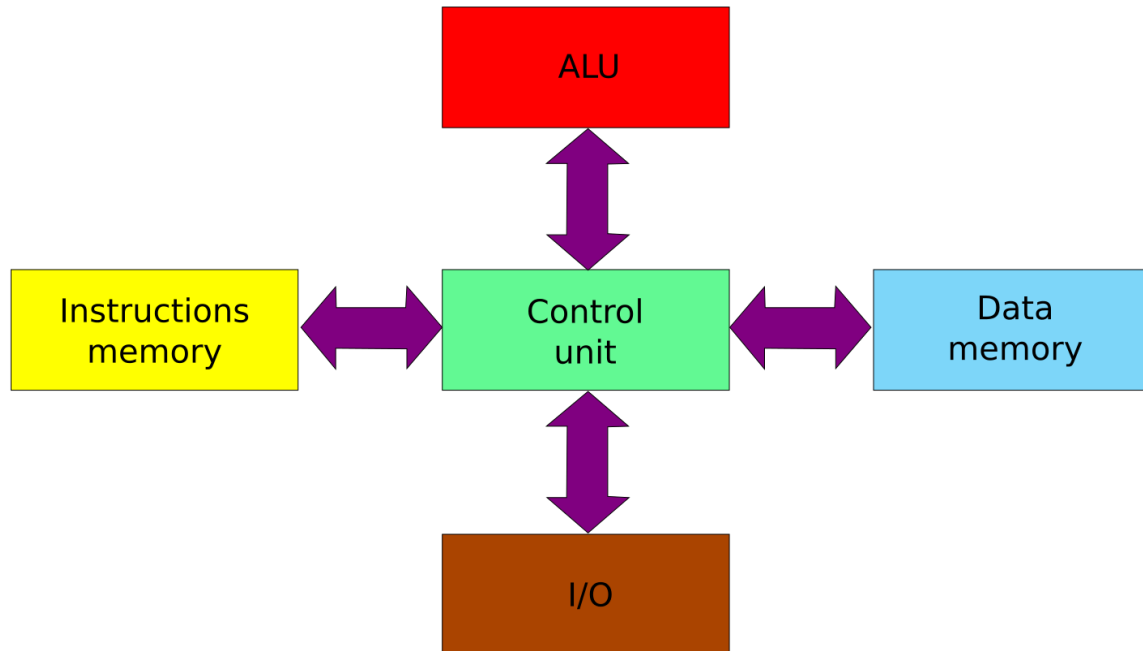 ALU
Instructions
memory
Control
unit
Data
memory
I/O